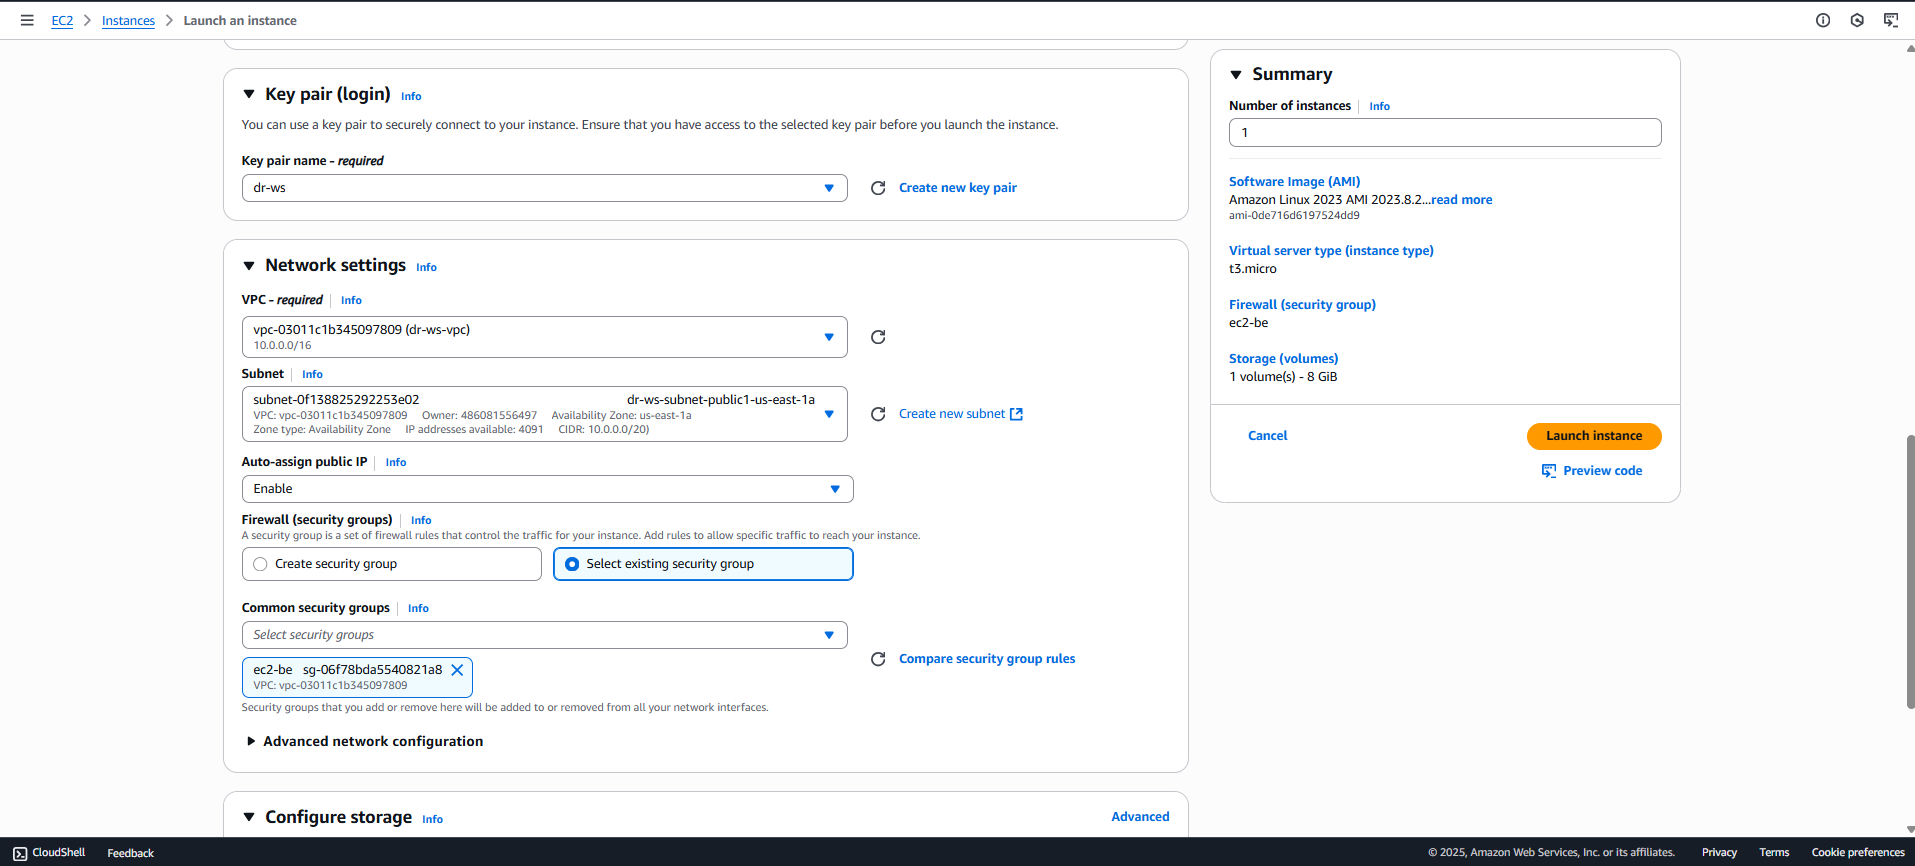 EC2 > Instances > Launch an instance
Key pair (login) Info
You can use a key pair to securely connect to your instance. Ensure that you have access to the selected key pair before you launch the instance.
Key pair name - required
dr-ws
Create new key pair
Network settings Info
VPC - required Info
vpc-03011c1b345097809 (dr-ws-vpc)
10.0.0.0/16
Subnet Info
subnet-0f138825292253e02 dr-ws-subnet-public1-us-east-1a
VPC: vpc-03011c1b345097809 Owner: 486081556497 Availability Zone: us-east-1a
Zone type: Availability Zone IP addresses available: 4091 CIDR: 10.0.0.0/20)
Create new subnet
Auto-assign public IP Info
Enable
Firewall (security groups) Info
A security group is a set of firewall rules that control the traffic for your instance. Add rules to allow specific traffic to reach your instance.
Create security group
Select existing security group
Common security groups Info
Select security groups
ec2-be sg-06f78bda5540821a8
VPC: vpc-03011c1b345097809
Compare security group rules
Security groups that you add or remove here will be added to or removed from all your network interfaces.
Advanced network configuration
Configure storage Info
Advanced
Summary
Number of instances Info
1
Software Image (AMI)
Amazon Linux 2023 AMI 2023.8.2...read more
ami-0de716d6197524dd9
Virtual server type (instance type)
t3.micro
Firewall (security group)
ec2-be
Storage (volumes)
1 volume(s) - 8 GiB
Cancel
Launch instance
Preview code
CloudShell Feedback
© 2025, Amazon Web Services, Inc. or its affiliates. Privacy Terms Cookie preferences